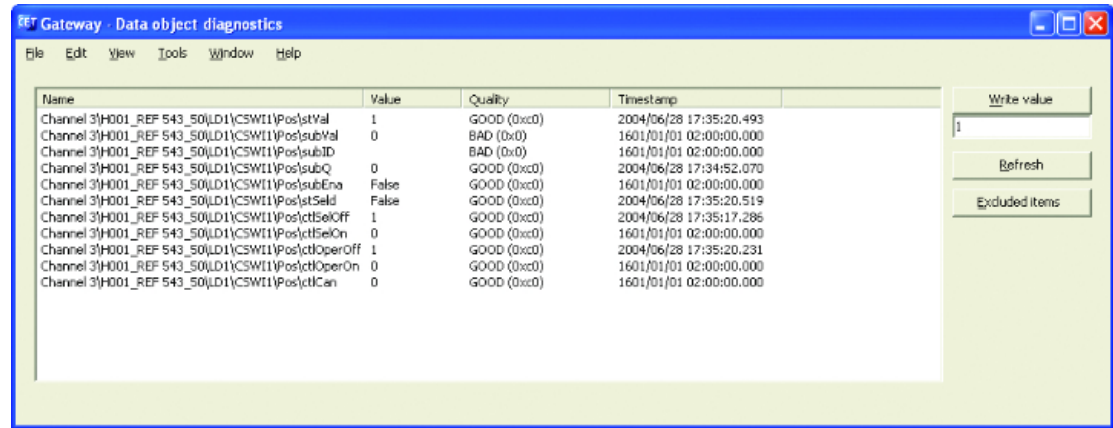 EET Gateway - Data object diagnostics
File Edit View Tools Window Help
Name Value Quality Timestamp
Channel 3\H001_REF 543_50\LD1\CSWI1\Pos\stVal 1 GOOD (0xc0) 2004/06/28 17:35:20.493
Channel 3\H001_REF 543_50\LD1\CSWI1\Pos\subVal 0 BAD (0x0) 1601/01/01 02:00:00.000
Channel 3\H001_REF 543_50\LD1\CSWI1\Pos\subID BAD (0x0) 1601/01/01 02:00:00.000
Channel 3\H001_REF 543_50\LD1\CSWI1\Pos\subQ 0 GOOD (0xc0) 2004/06/28 17:34:52.070
Channel 3\H001_REF 543_50\LD1\CSWI1\Pos\subEna False GOOD (0xc0) 1601/01/01 02:00:00.000
Channel 3\H001_REF 543_50\LD1\CSWI1\Pos\stSeld False GOOD (0xc0) 2004/06/28 17:35:20.519
Channel 3\H001_REF 543_50\LD1\CSWI1\Pos\ctlSelOff 1 GOOD (0xc0) 2004/06/28 17:35:17.286
Channel 3\H001_REF 543_50\LD1\CSWI1\Pos\ctlSelOn 0 GOOD (0xc0) 1601/01/01 02:00:00.000
Channel 3\H001_REF 543_50\LD1\CSWI1\Pos\ctlOperOff 1 GOOD (0xc0) 2004/06/28 17:35:20.231
Channel 3\H001_REF 543_50\LD1\CSWI1\Pos\ctlOperOn 0 GOOD (0xc0) 1601/01/01 02:00:00.000
Channel 3\H001_REF 543_50\LD1\CSWI1\Pos\ctlCan 0 GOOD (0xc0) 1601/01/01 02:00:00.000
Write value
1
Refresh
Excluded items